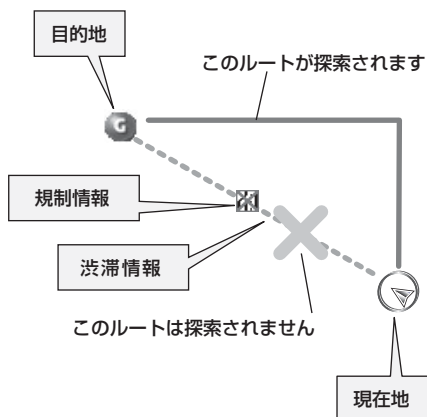 目的地
このルートが探索されます
G
規制情報
渋滞情報
このルートは探索されません
現在地